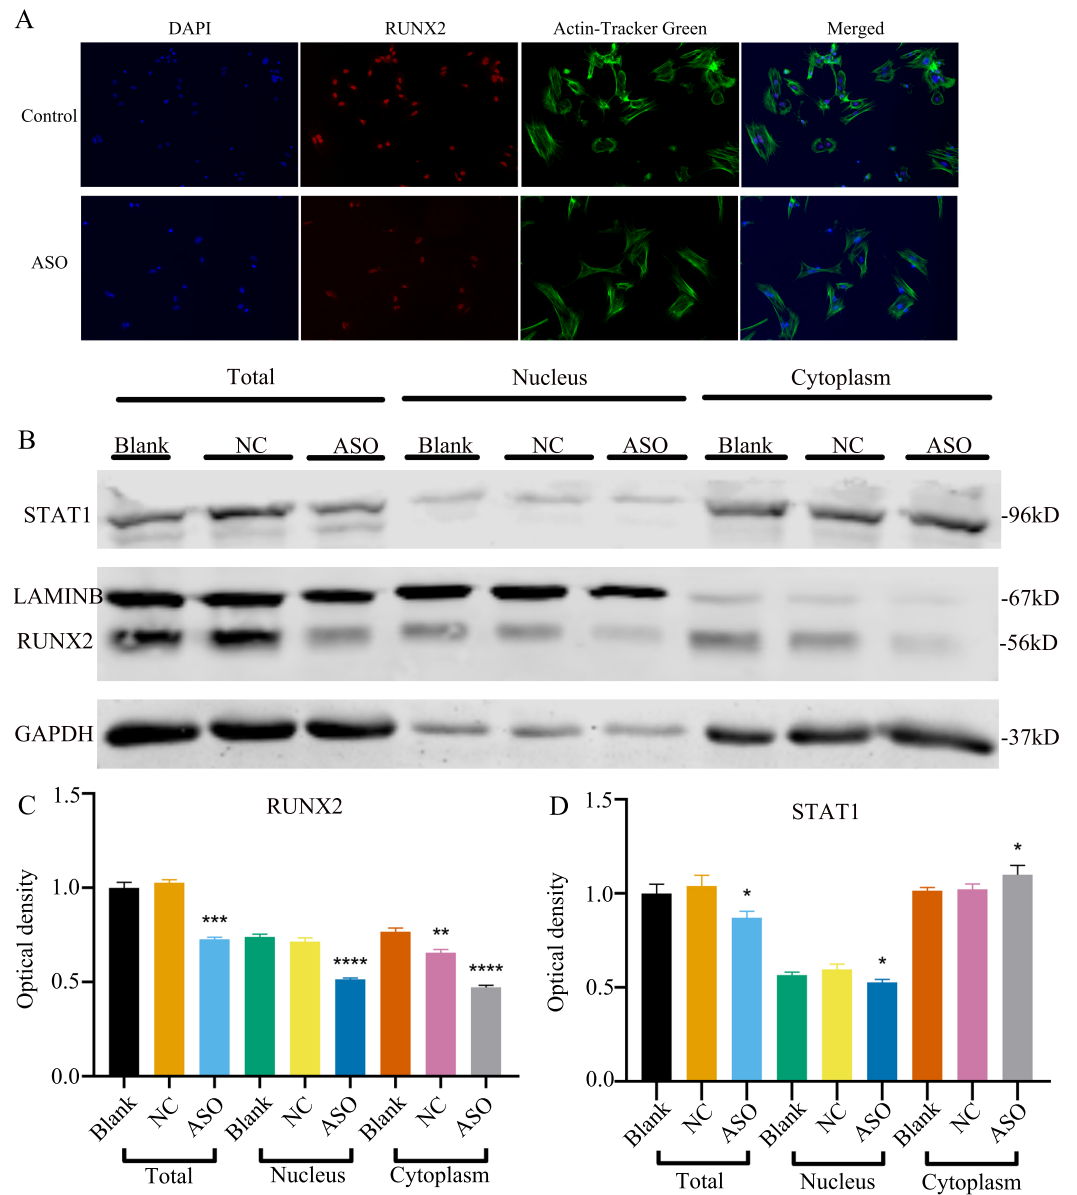 A
DAPI RUNX2 Actin-Tracker Green Merged
Control
ASO
Total Nucleus Cytoplasm
B
Blank NC ASO Blank NC ASO Blank NC ASO
STAT1 -96kD
LAMINB -67kD
RUNX2 -56kD
GAPDH -37kD
C
RUNX2
Optical density
1.5
1.0
0.5
0.0
*** **** ** ****
Blank NC ASO Blank NC ASO Blank NC ASO
Total Nucleus Cytoplasm
D
STAT1
Optical density
1.5
1.0
0.5
0.0
* * *
Blank NC ASO Blank NC ASO Blank NC ASO
Total Nucleus Cytoplasm